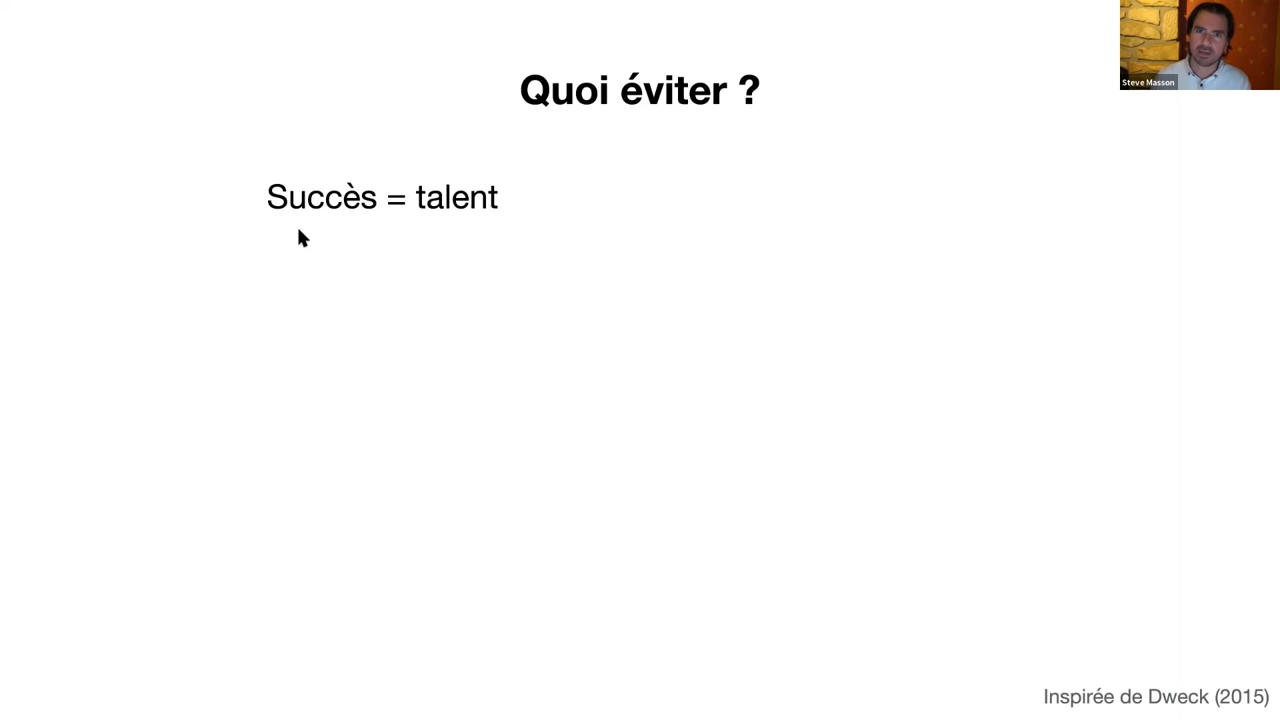 Steve Masson
Quoi éviter ?
Succès = talent
Inspirée de Dweck (2015)